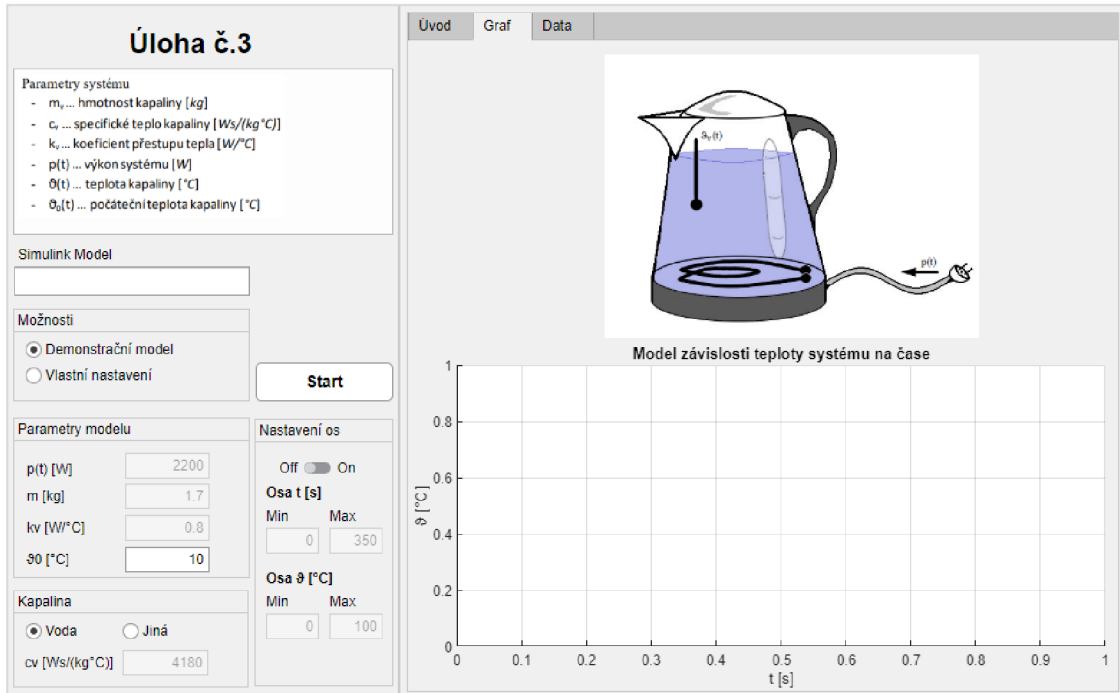 Úloha č.3
Parametry systému
- mᵥ... hmotnost kapaliny [kg]
- cᵥ ... specifické teplo kapaliny [Ws/(kg°C)]
- kᵥ ... koeficient přestupu tepla [W/°C]
- p(t) ... výkon systému [W]
- ϑ(t) ... teplota kapaliny [°C]
- ϑ₀(t) ... počáteční teplota kapaliny [°C]
Simulink Model
Možnosti
Demonstrační model
Vlastní nastavení
Start
Parametry modelu
p(t) [W] 2200
m [kg] 1.7
kv [W/°C] 0.8
ϑ0 [°C] 10
Kapalina
Voda Jiná
cv [Ws/(kg°C)] 4180
Nastavení os
Off On
Osa t [s]
Min Max
0 350
Osa ϑ [°C]
Min Max
0 100
Úvod Graf Data
ϑᵥ(t)
p(t)
Model závislosti teploty systému na čase
ϑ [°C]
1
0.8
0.6
0.4
0.2
0
0 0.1 0.2 0.3 0.4 0.5 0.6 0.7 0.8 0.9 1
t [s]